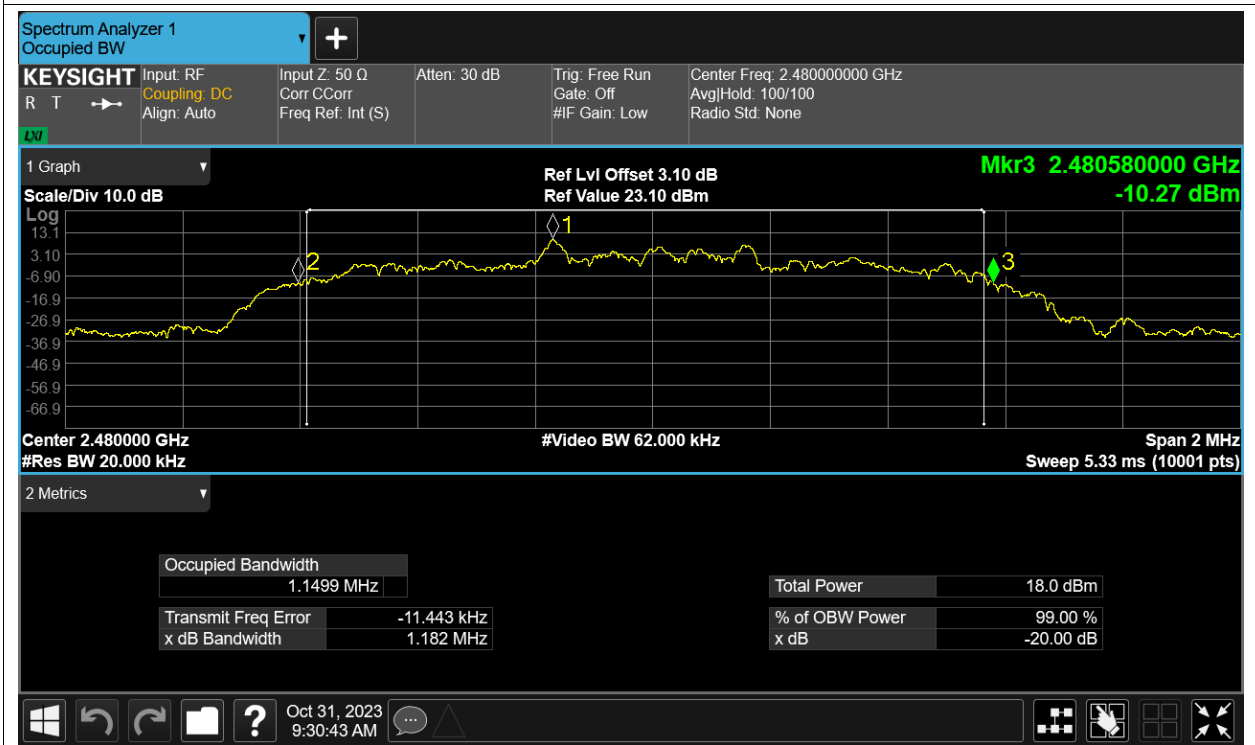 Spectrum Analyzer 1
Occupied BW
KEYSIGHT
R T
LXI
Input: RF
Coupling: DC
Align: Auto
Input Z: 50 Ω
Corr CCorr
Freq Ref: Int (S)
Atten: 30 dB
Trig: Free Run
Gate: Off
#IF Gain: Low
Center Freq: 2.480000000 GHz
Avg|Hold: 100/100
Radio Std: None
1 Graph
Scale/Div 10.0 dB
Ref Lvl Offset 3.10 dB
Ref Value 23.10 dBm
Mkr3 2.480580000 GHz
-10.27 dBm
Log
13.1
3.10
-6.90
-16.9
-26.9
-36.9
-46.9
-56.9
-66.9
1
2
3
Center 2.480000 GHz
#Video BW 62.000 kHz
Span 2 MHz
#Res BW 20.000 kHz
Sweep 5.33 ms (10001 pts)
2 Metrics
Occupied Bandwidth
1.1499 MHz
Transmit Freq Error -11.443 kHz
x dB Bandwidth 1.182 MHz
Total Power 18.0 dBm
% of OBW Power 99.00 %
x dB -20.00 dB
?
Oct 31, 2023
9:30:43 AM